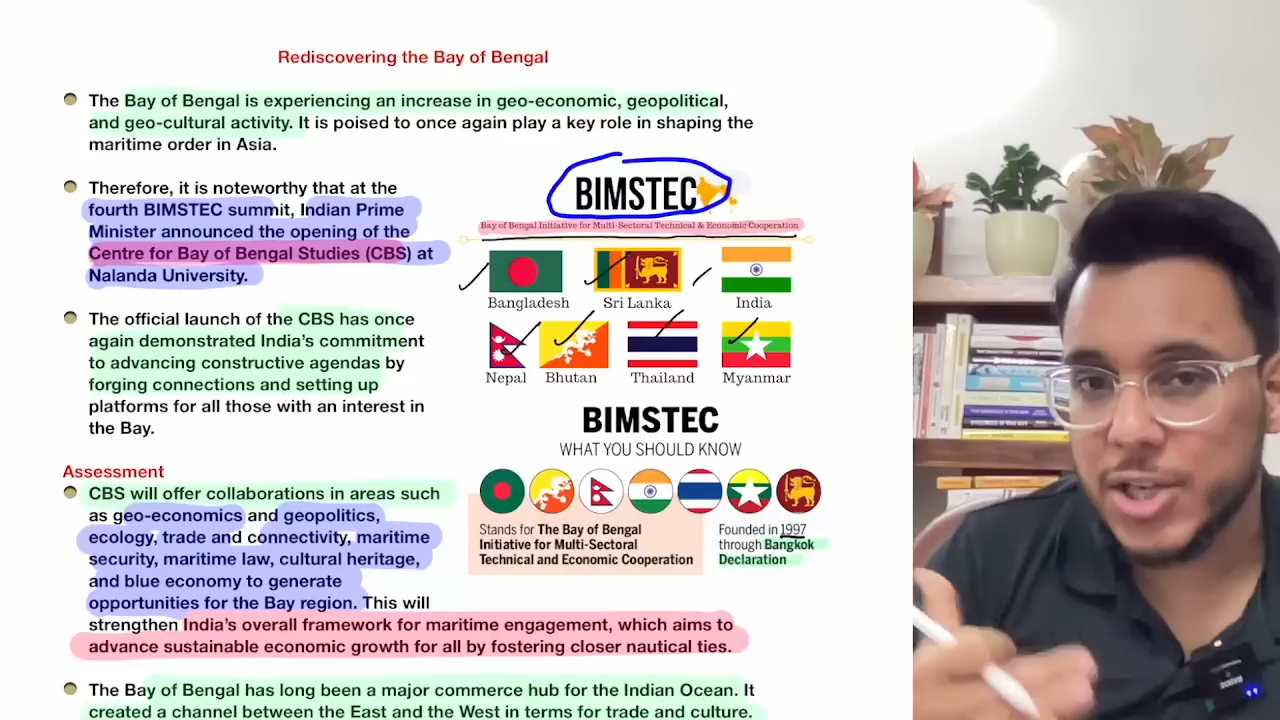 Rediscovering the Bay of Bengal
The Bay of Bengal is experiencing an increase in geo-economic, geopolitical,
and geo-cultural activity. It is poised to once again play a key role in shaping the
maritime order in Asia.
Therefore, it is noteworthy that at the
fourth BIMSTEC summit, Indian Prime
Minister announced the opening of the
Centre for Bay of Bengal Studies (CBS) at
Nalanda University.
The official launch of the CBS has once
again demonstrated India's commitment
to advancing constructive agendas by
forging connections and setting up
platforms for all those with an interest in
the Bay.
BIMSTEC
Bay of Bengal Initiative for Multi-Sectoral Technical & Economic Cooperation
Bangladesh Sri Lanka India
Nepal Bhutan Thailand Myanmar
BIMSTEC
WHAT YOU SHOULD KNOW
Stands for The Bay of Bengal
Initiative for Multi-Sectoral
Technical and Economic Cooperation
Founded in 1997
through Bangkok
Declaration
Assessment
CBS will offer collaborations in areas such
as geo-economics and geopolitics,
ecology, trade and connectivity, maritime
security, maritime law, cultural heritage,
and blue economy to generate
opportunities for the Bay region. This will
strengthen India's overall framework for maritime engagement, which aims to
advance sustainable economic growth for all by fostering closer nautical ties.
The Bay of Bengal has long been a major commerce hub for the Indian Ocean. It
created a channel between the East and the West in terms for trade and culture.